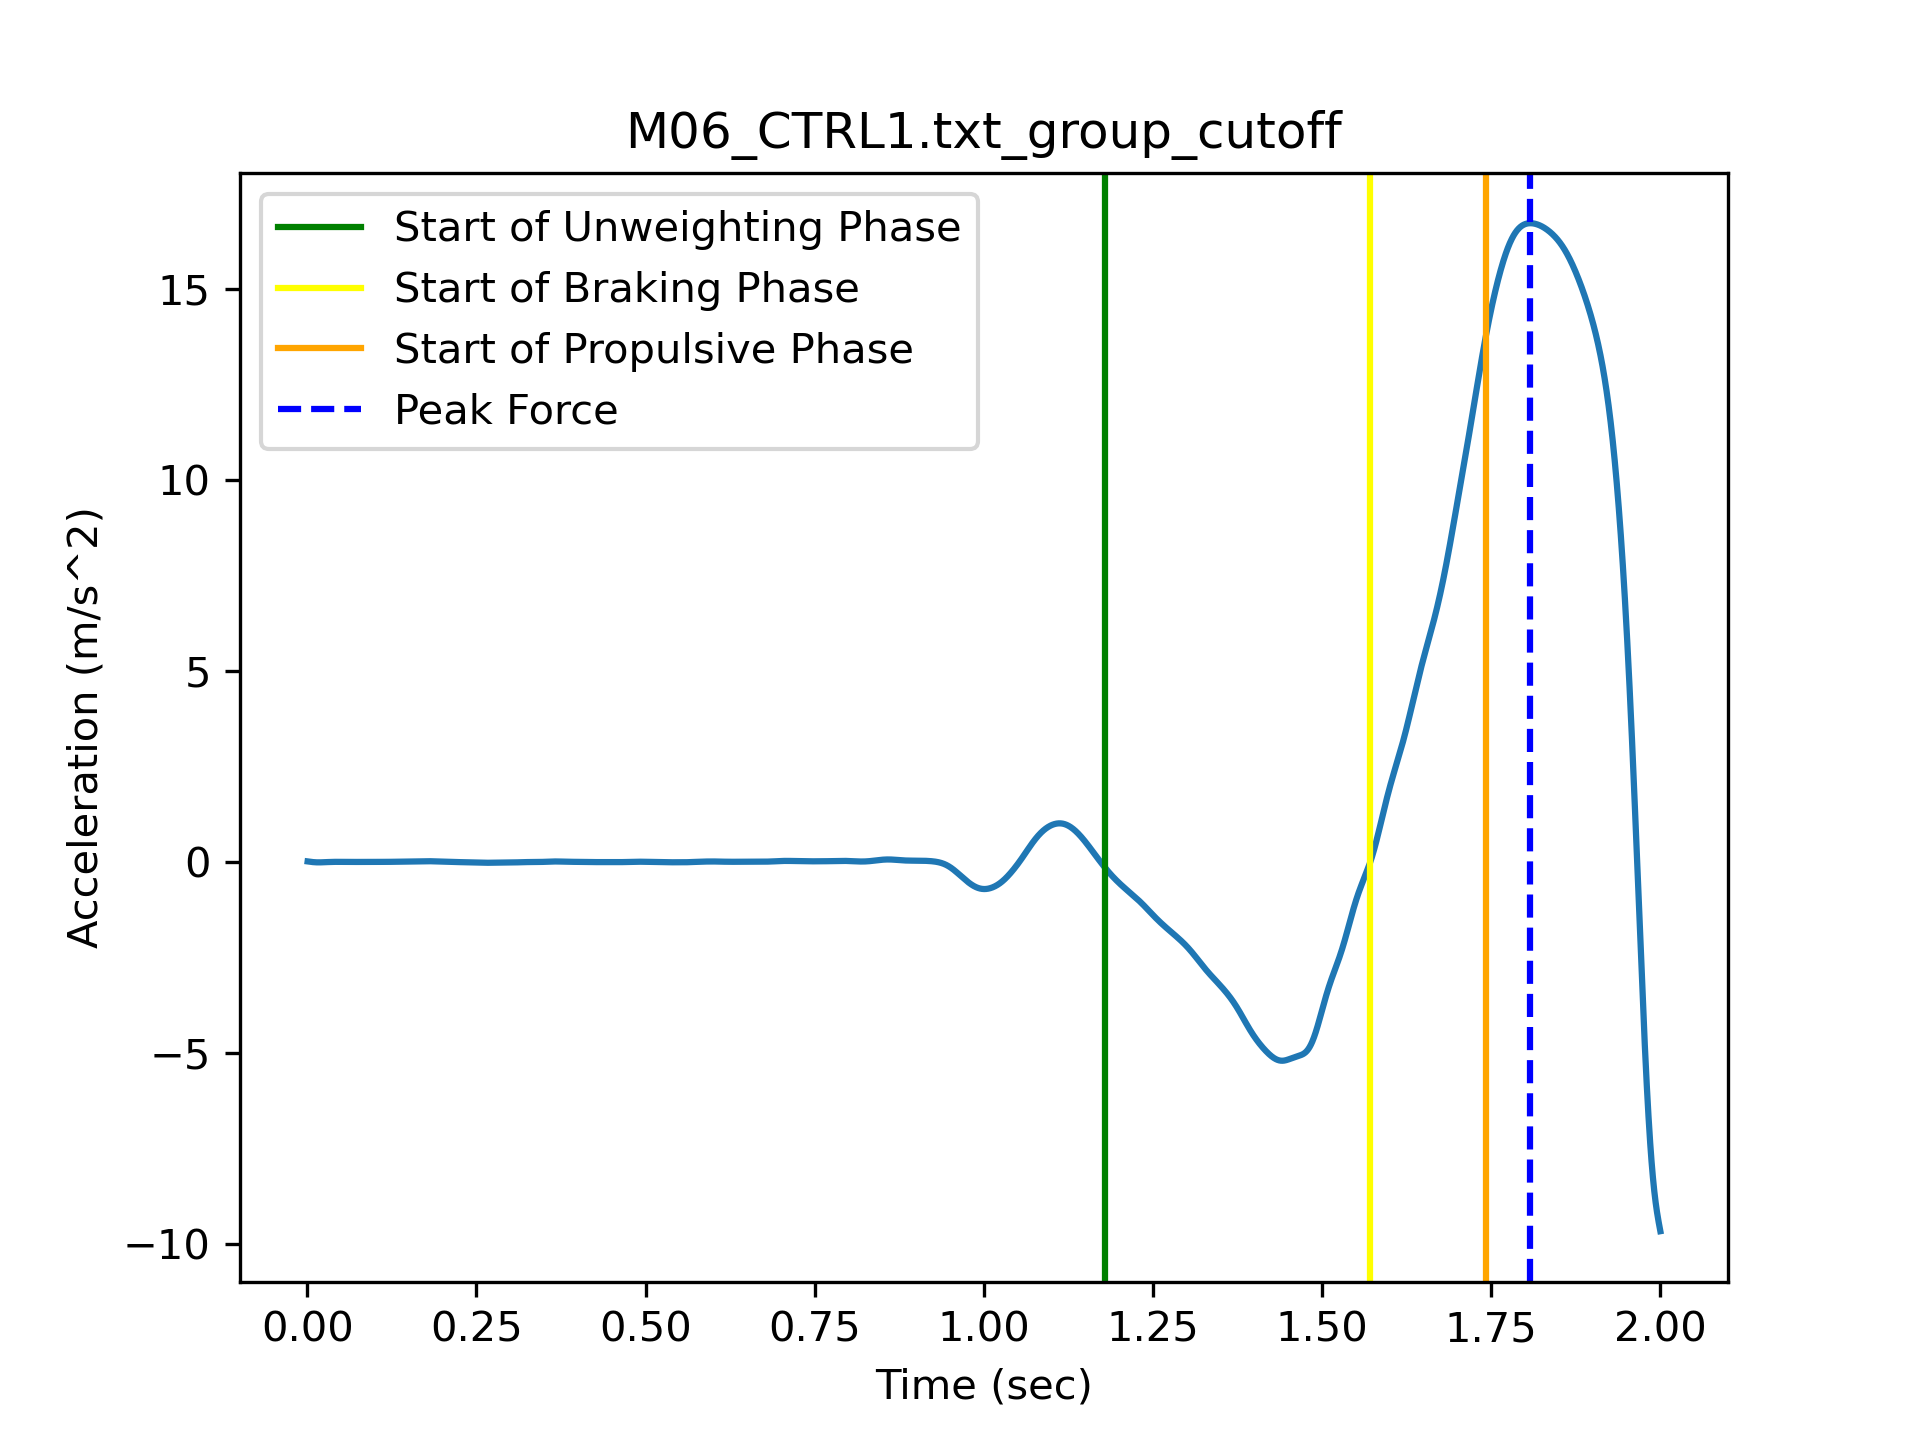 M06_CTRL1.txt_group_cutoff
Start of Unweighting Phase
Start of Braking Phase
Start of Propulsive Phase
Peak Force
Acceleration (m/s^2)
15
10
5
0
−5
−10
0.00 0.25 0.50 0.75 1.00 1.25 1.50 1.75 2.00
Time (sec)